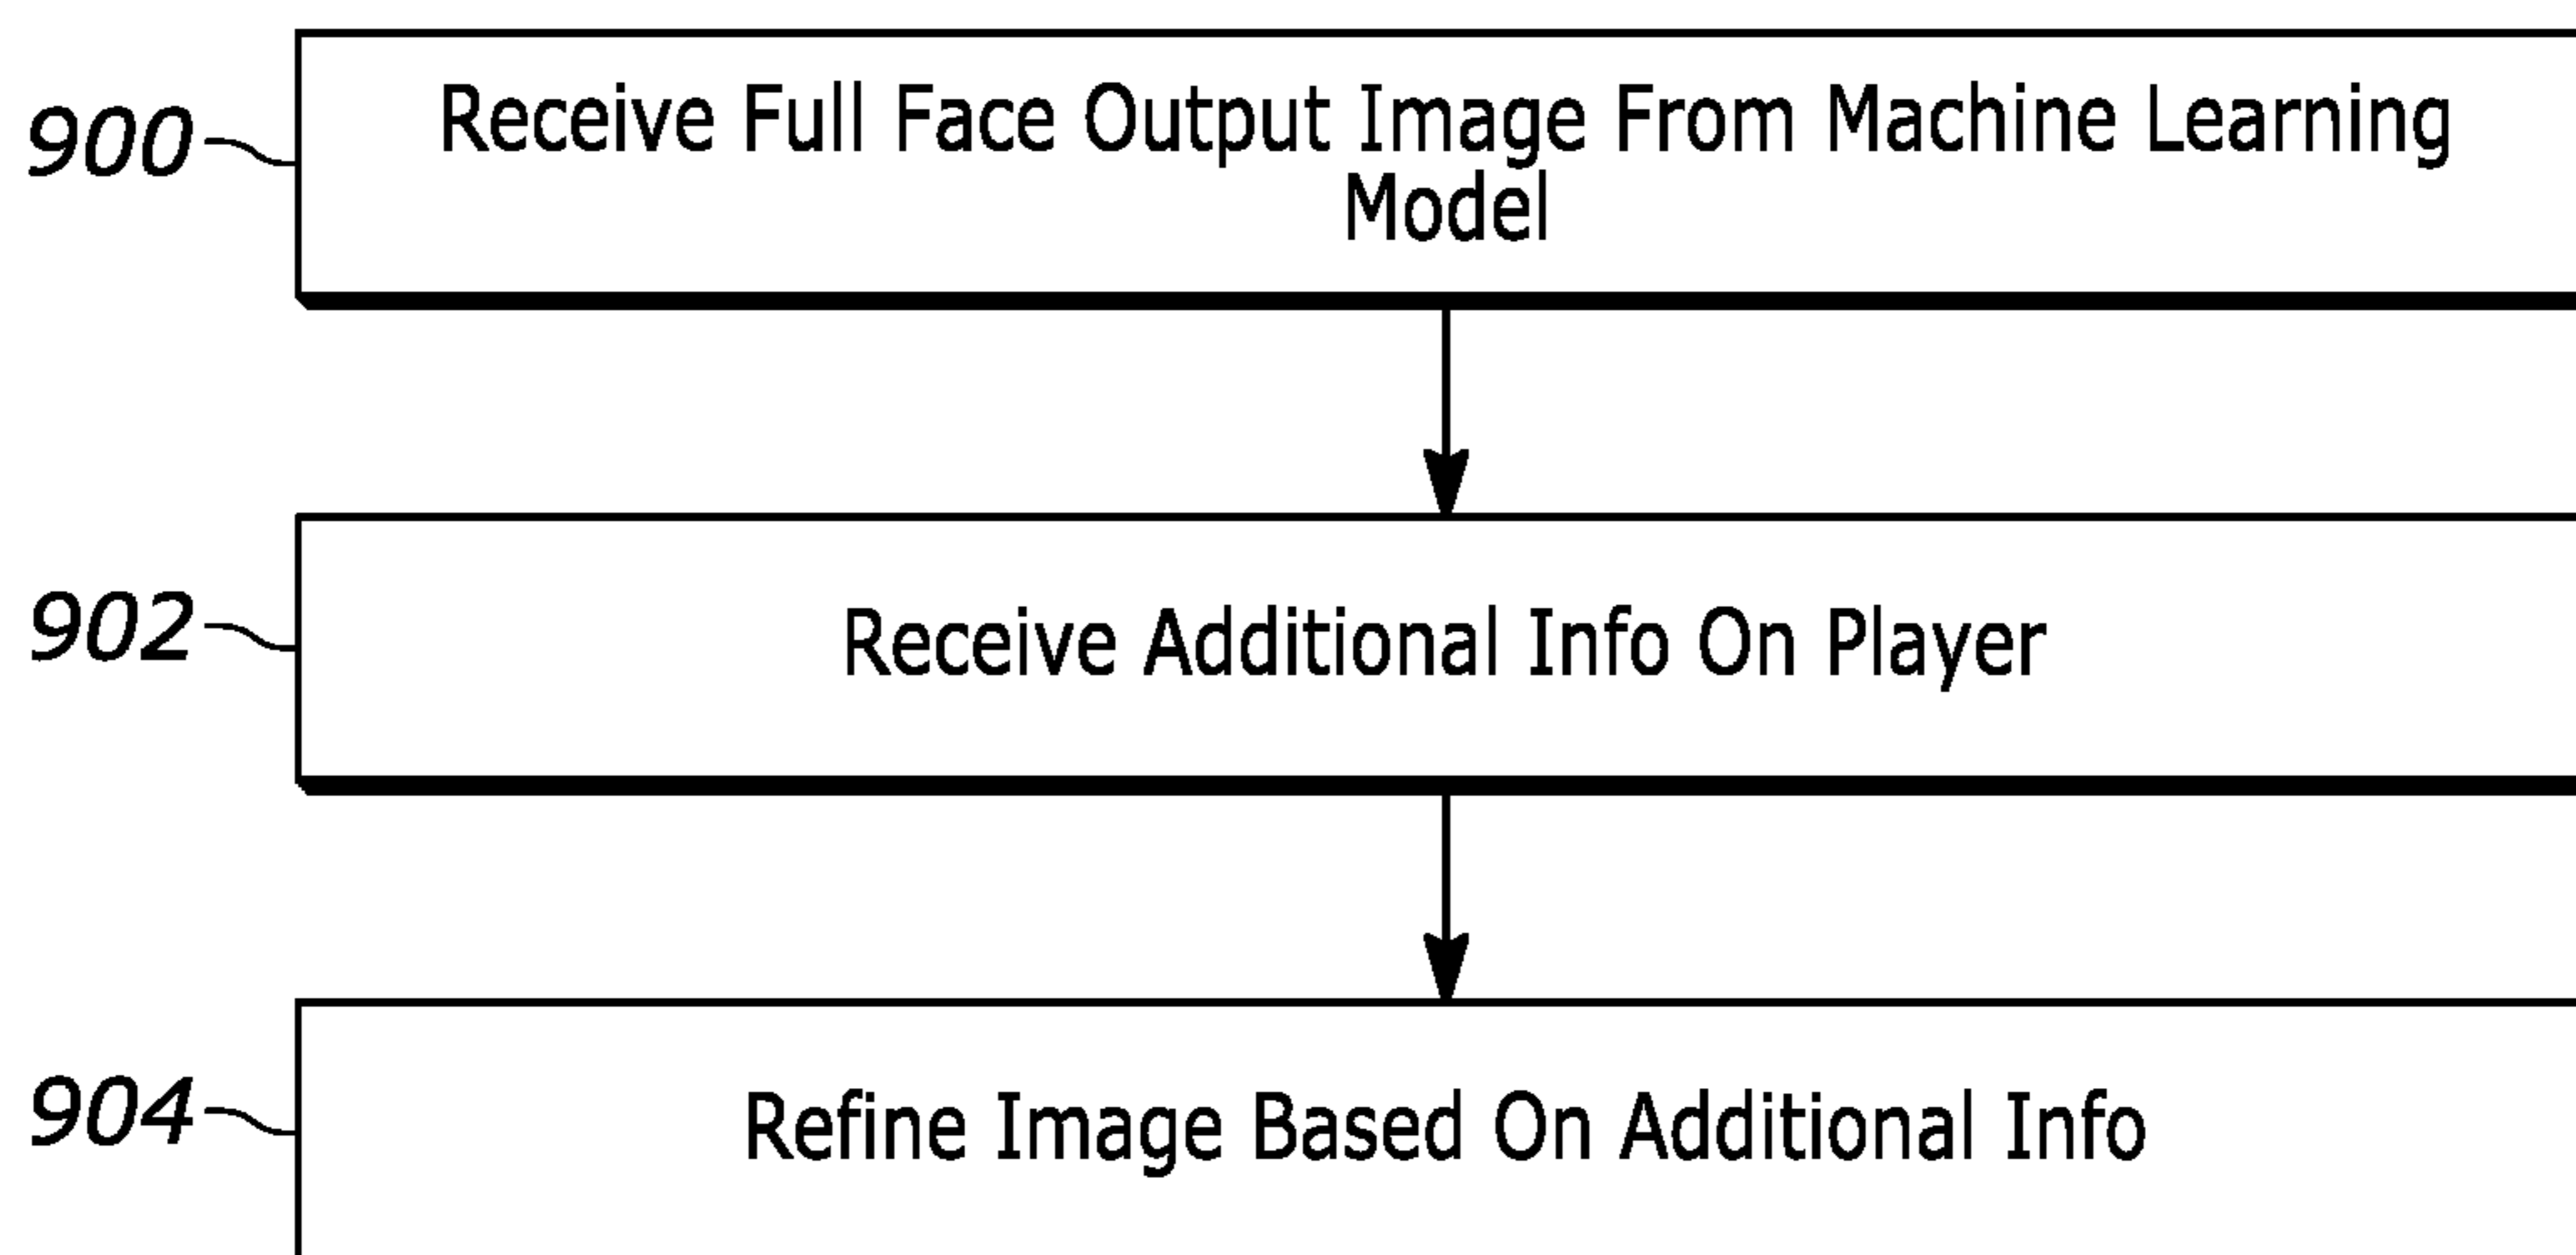 900
Receive Full Face Output Image From Machine Learning
Model
902
Receive Additional Info On Player
904
Refine Image Based On Additional Info